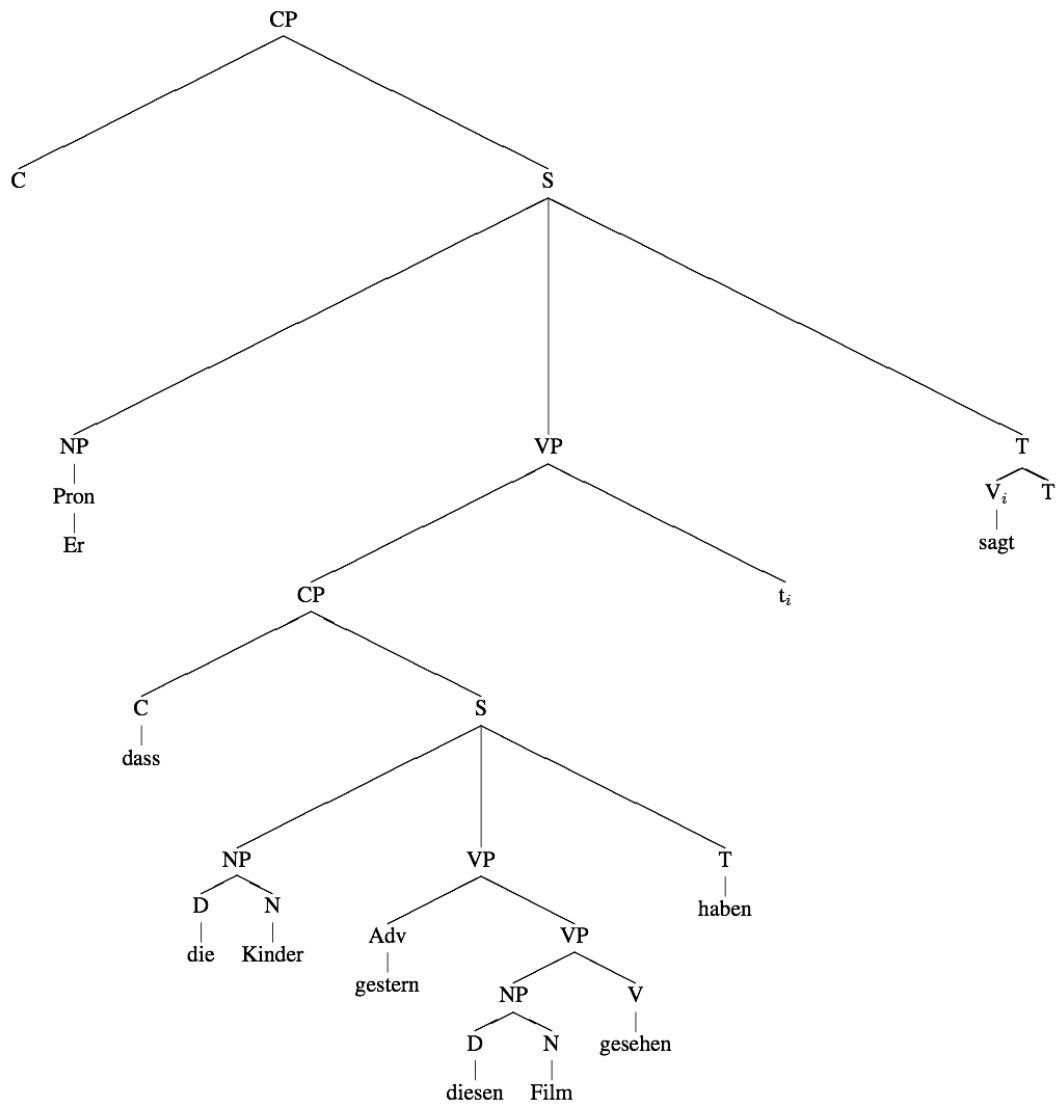 CP
C S
NP VP T
Pron V_i T
Er sagt
CP t_i
C S
dass
NP VP T
D N Adv VP haben
die Kinder gestern
NP V
D N gesehen
diesen Film